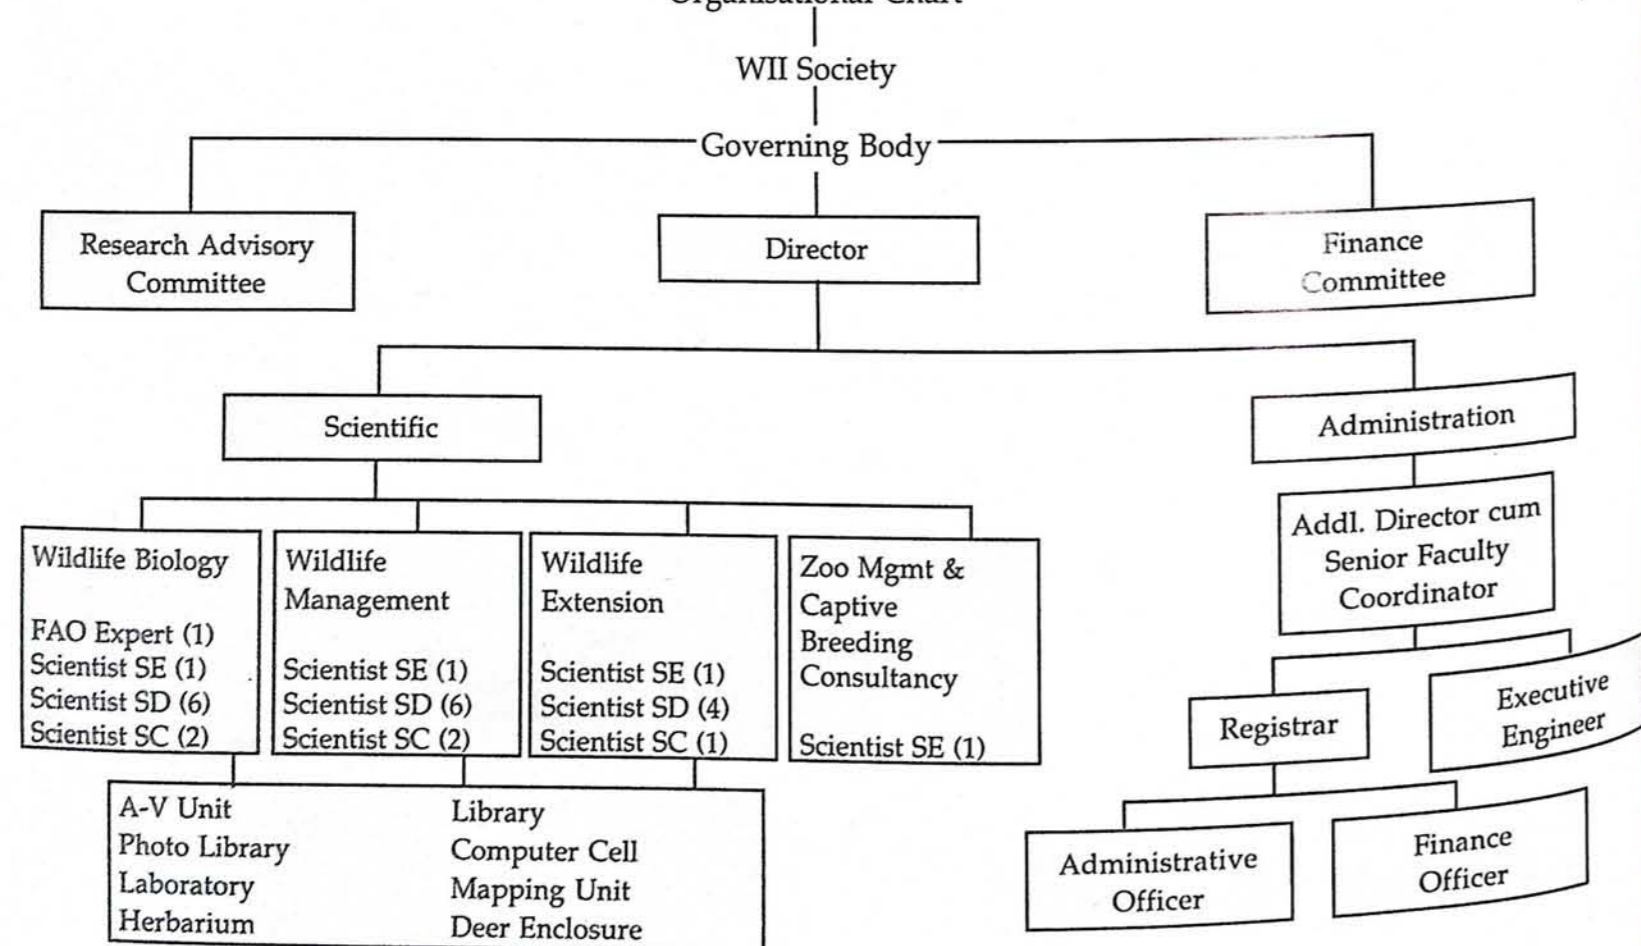 Organisational Chart
WII Society
Governing Body
Research Advisory
Committee
Director
Finance
Committee
Scientific
Administration
Addl. Director cum
Senior Faculty
Coordinator
Wildlife Biology
FAO Expert (1)
Scientist SE (1)
Scientist SD (6)
Scientist SC (2)
Wildlife
Management
Scientist SE (1)
Scientist SD (6)
Scientist SC (2)
Wildlife
Extension
Scientist SE (1)
Scientist SD (4)
Scientist SC (1)
Zoo Mgmt &
Captive
Breeding
Consultancy
Scientist SE (1)
Registrar
Executive
Engineer
A-V Unit
Photo Library
Laboratory
Herbarium
Library
Computer Cell
Mapping Unit
Deer Enclosure
Administrative
Officer
Finance
Officer